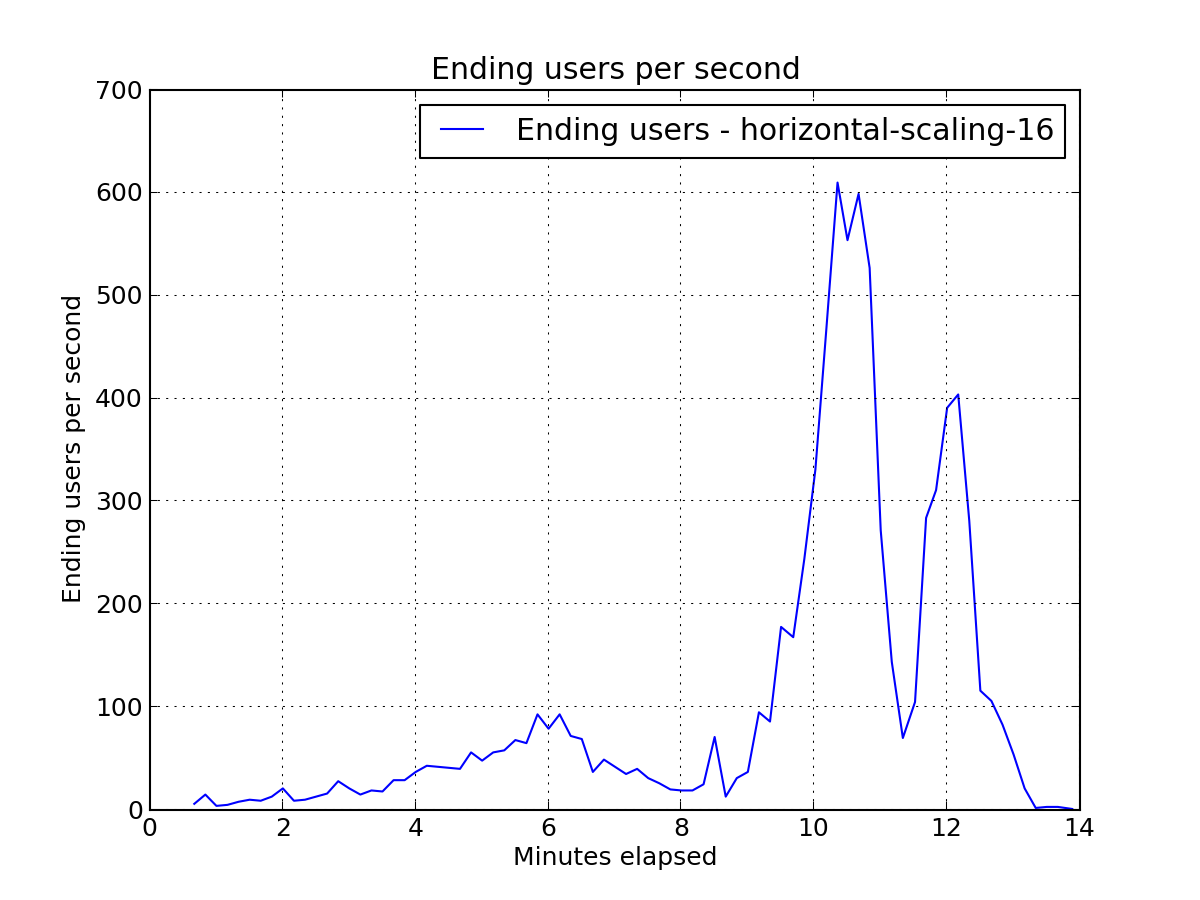 Ending users per second
Ending users - horizontal-scaling-16
Ending users per second
700
600
500
400
300
200
100
0
0 2 4 6 8 10 12 14
Minutes elapsed